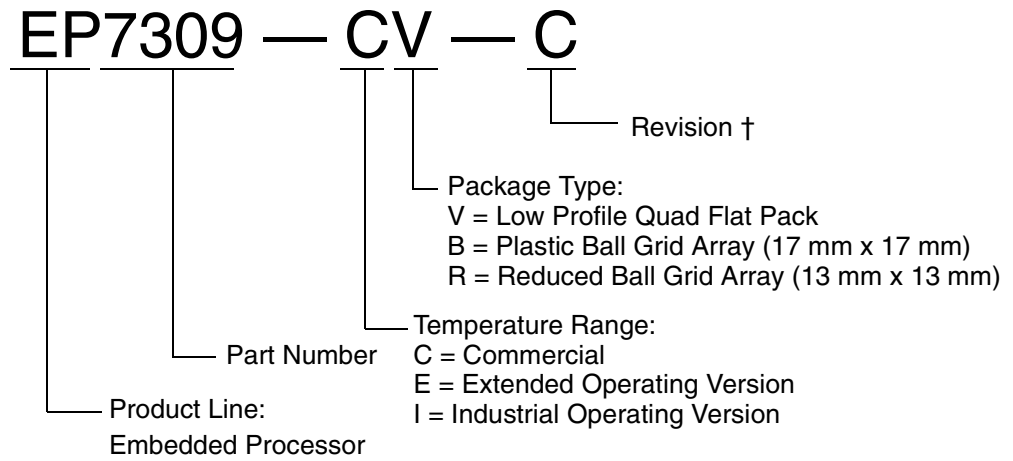 EP7309 — CV — C
Revision †
Package Type:
V = Low Profile Quad Flat Pack
B = Plastic Ball Grid Array (17 mm x 17 mm)
R = Reduced Ball Grid Array (13 mm x 13 mm)
Temperature Range:
C = Commercial
E = Extended Operating Version
I = Industrial Operating Version
Part Number
Product Line:
Embedded Processor